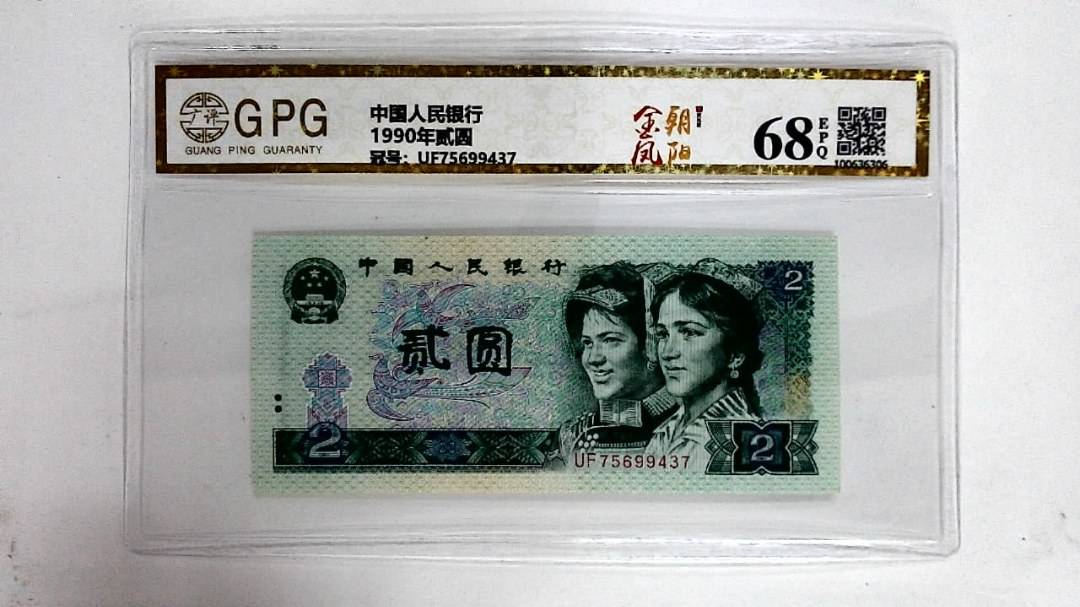 广评
GPG
GUANG PING GUARANTY
中国人民银行
1990年贰圆
冠号：UF75699437
金凤
朝阳
68
EPQ
100636306
中国人民银行
2
贰圆
2
UF75699437
2